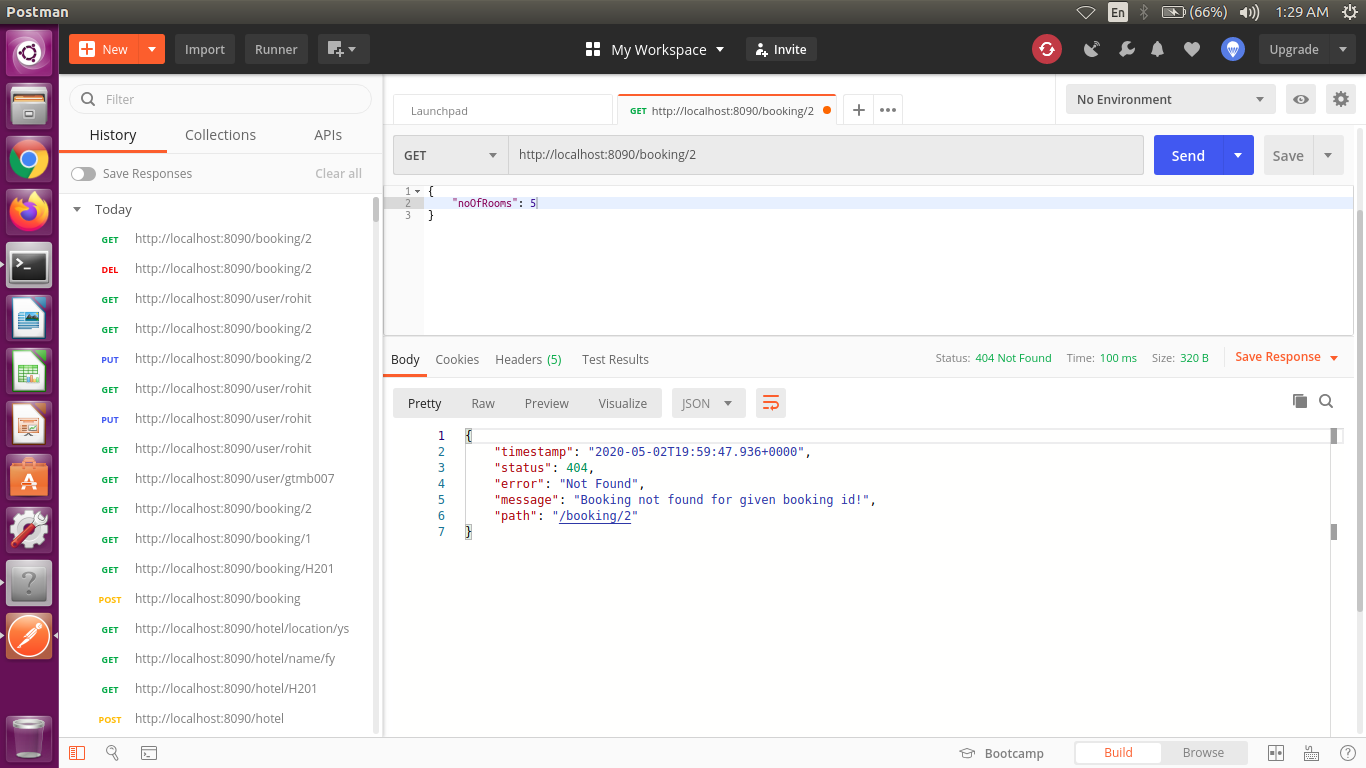 Postman
En
(66%)
1:29 AM
New
Import
Runner
My Workspace
Invite
Upgrade
Filter
History
Collections
APIs
Save Responses
Clear all
Today
GET http://localhost:8090/booking/2
DEL http://localhost:8090/booking/2
GET http://localhost:8090/user/rohit
GET http://localhost:8090/booking/2
PUT http://localhost:8090/booking/2
GET http://localhost:8090/user/rohit
PUT http://localhost:8090/user/rohit
GET http://localhost:8090/user/rohit
GET http://localhost:8090/user/gtmb007
GET http://localhost:8090/booking/2
GET http://localhost:8090/booking/1
GET http://localhost:8090/booking/H201
POST http://localhost:8090/booking
GET http://localhost:8090/hotel/location/ys
GET http://localhost:8090/hotel/name/fy
GET http://localhost:8090/hotel/H201
POST http://localhost:8090/hotel
Launchpad
GET http://localhost:8090/booking/2
No Environment
GET
http://localhost:8090/booking/2
Send
Save
1 {
2 "noOfRooms": 5
3 }
Body
Cookies
Headers (5)
Test Results
Status: 404 Not Found
Time: 100 ms
Size: 320 B
Save Response
Pretty
Raw
Preview
Visualize
JSON
1 {
2 "timestamp": "2020-05-02T19:59:47.936+0000",
3 "status": 404,
4 "error": "Not Found",
5 "message": "Booking not found for given booking id!",
6 "path": "/booking/2"
7 }
Bootcamp
Build
Browse